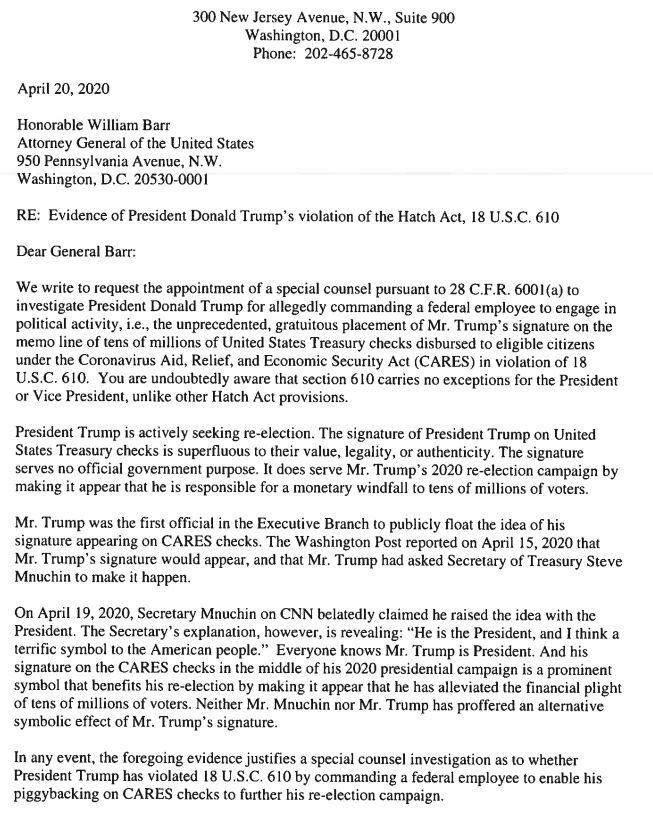 300 New Jersey Avenue, N.W., Suite 900
Washington, D.C. 20001
Phone: 202-465-8728
April 20, 2020
Honorable William Barr
Attorney General of the United States
950 Pennsylvania Avenue, N.W.
Washington, D.C. 20530-0001
RE: Evidence of President Donald Trump's violation of the Hatch Act, 18 U.S.C. 610
Dear General Barr:
We write to request the appointment of a special counsel pursuant to 28 C.F.R. 6001(a) to
investigate President Donald Trump for allegedly commanding a federal employee to engage in
political activity, i.e., the unprecedented, gratuitous placement of Mr. Trump's signature on the
memo line of tens of millions of United States Treasury checks disbursed to eligible citizens
under the Coronavirus Aid, Relief, and Economic Security Act (CARES) in violation of 18
U.S.C. 610. You are undoubtedly aware that section 610 carries no exceptions for the President
or Vice President, unlike other Hatch Act provisions.
President Trump is actively seeking re-election. The signature of President Trump on United
States Treasury checks is superfluous to their value, legality, or authenticity. The signature
serves no official government purpose. It does serve Mr. Trump's 2020 re-election campaign by
making it appear that he is responsible for a monetary windfall to tens of millions of voters.
Mr. Trump was the first official in the Executive Branch to publicly float the idea of his
signature appearing on CARES checks. The Washington Post reported on April 15, 2020 that
Mr. Trump's signature would appear, and that Mr. Trump had asked Secretary of Treasury Steve
Mnuchin to make it happen.
On April 19, 2020, Secretary Mnuchin on CNN belatedly claimed he raised the idea with the
President. The Secretary's explanation, however, is revealing: "He is the President, and I think a
terrific symbol to the American people." Everyone knows Mr. Trump is President. And his
signature on the CARES checks in the middle of his 2020 presidential campaign is a prominent
symbol that benefits his re-election by making it appear that he has alleviated the financial plight
of tens of millions of voters. Neither Mr. Mnuchin nor Mr. Trump has proffered an alternative
symbolic effect of Mr. Trump's signature.
In any event, the foregoing evidence justifies a special counsel investigation as to whether
President Trump has violated 18 U.S.C. 610 by commanding a federal employee to enable his
piggybacking on CARES checks to further his re-election campaign.